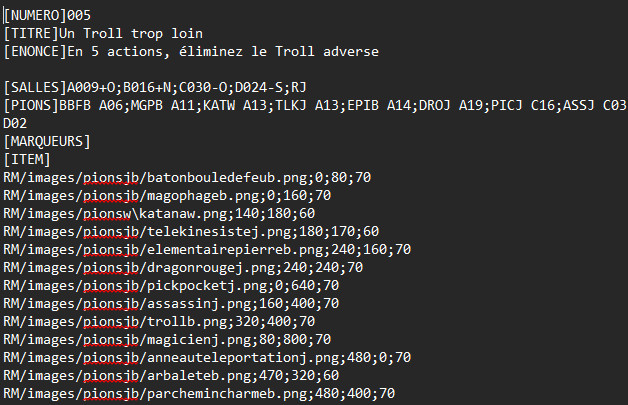 [NUMERO]005
[TITRE]Un Troll trop loin
[ENONCE]En 5 actions, éliminez le Troll adverse
[SALLES]A009+O;B016+N;C030-O;D024-S;RJ
[PIONS]BBFB A06;MGPB A11;KATW A13;TLKJ A13;EPIB A14;DROJ A19;PICJ C16;ASSJ C03
D02
[MARQUEURS]
[ITEM]
RM/images/pionsjb/batonbouledefeub.png;0;80;70
RM/images/pionsjb/magophageb.png;0;160;70
RM/images/pionsw\katanaw.png;140;180;60
RM/images/pionsjb/telekinesistej.png;180;170;60
RM/images/pionsjb/elementairepierreb.png;240;160;70
RM/images/pionsjb/dragonrougej.png;240;240;70
RM/images/pionsjb/pickpocketj.png;0;640;70
RM/images/pionsjb/assassinj.png;160;400;70
RM/images/pionsjb/trollb.png;320;400;70
RM/images/pionsjb/magicienj.png;80;800;70
RM/images/pionsjb/anneauteleportationj.png;480;0;70
RM/images/pionsjb/arbaleteb.png;470;320;60
RM/images/pionsjb/parchemincharmeb.png;480;400;70